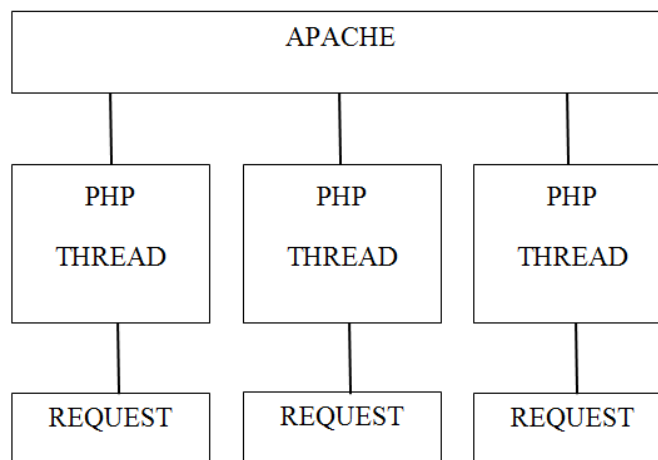 APACHE
PHP
THREAD
PHP
THREAD
PHP
THREAD
REQUEST
REQUEST
REQUEST